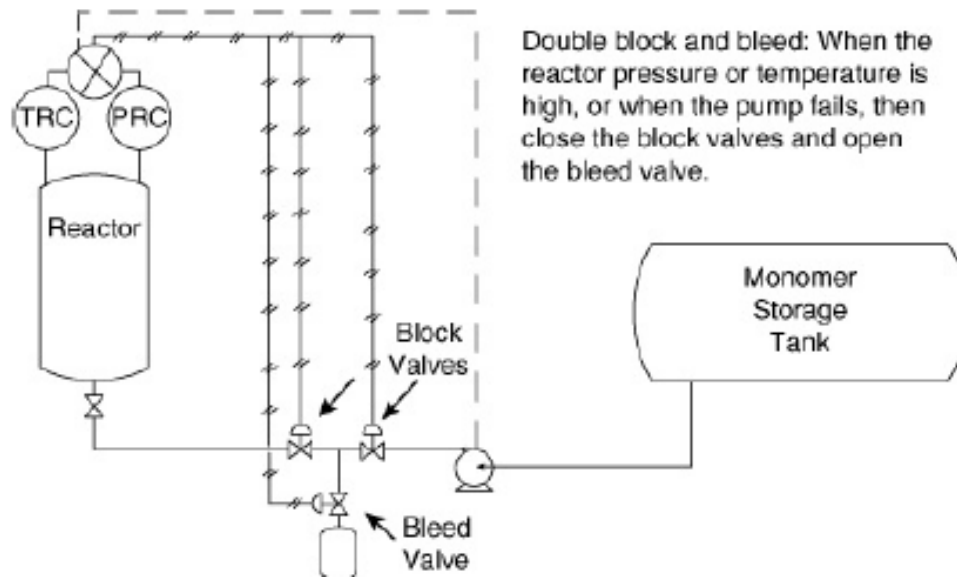 Double block and bleed: When the
reactor pressure or temperature is
high, or when the pump fails, then
close the block valves and open
the bleed valve.
TRC
PRC
Reactor
Monomer
Storage
Tank
Block
Valves
Bleed
Valve